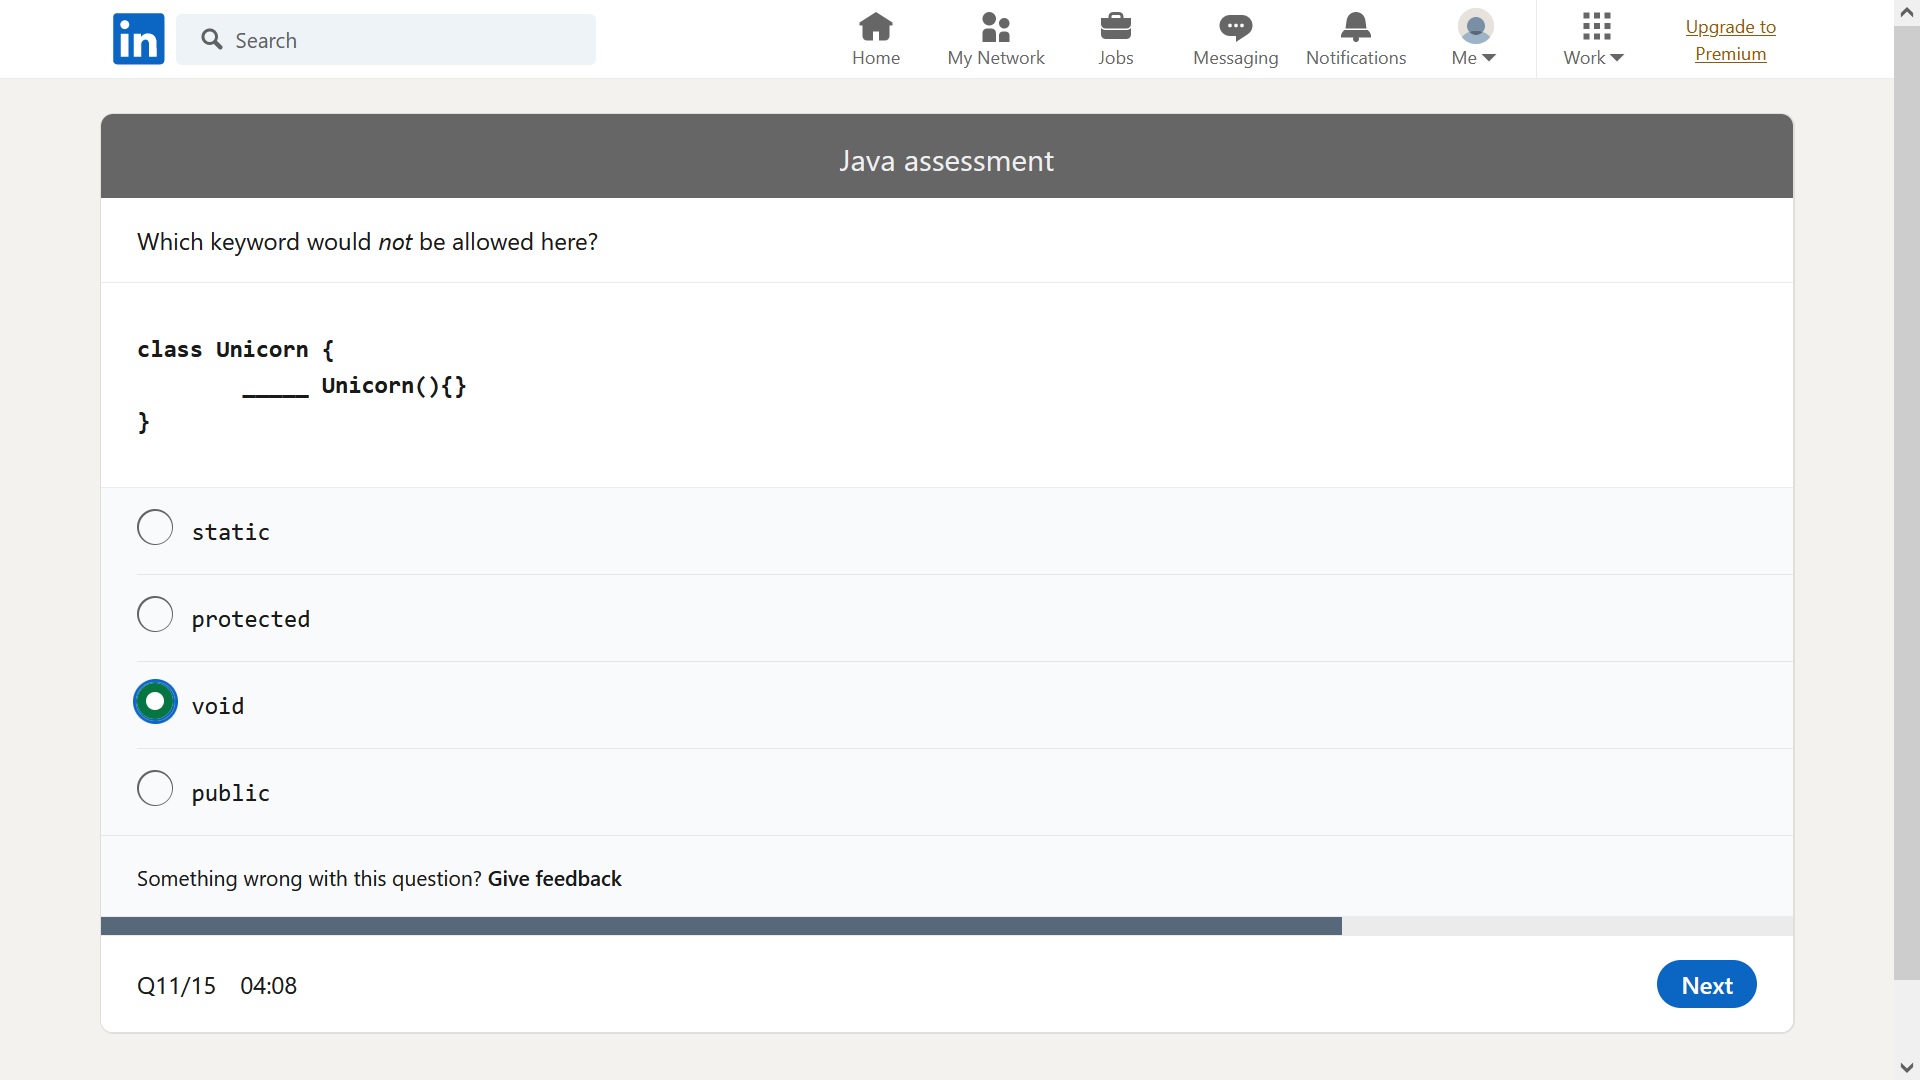 in
Search
Home
My Network
Jobs
Messaging
Notifications
Me
Work
Upgrade to
Premium
Java assessment
Which keyword would not be allowed here?
class Unicorn {
_____ Unicorn(){}
}
static
protected
void
public
Something wrong with this question? Give feedback
Q11/15 04:08
Next